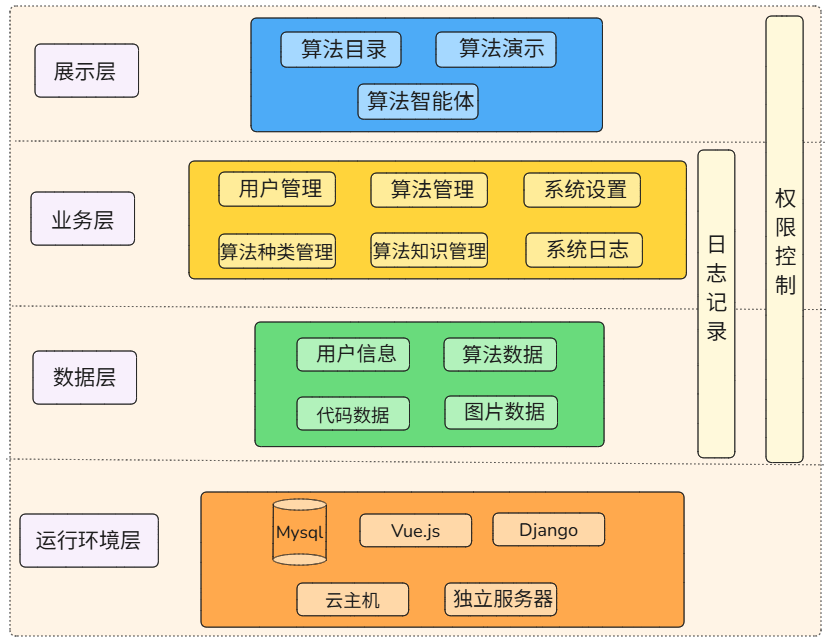 展示层
算法目录
算法演示
算法智能体
业务层
用户管理
算法管理
系统设置
算法种类管理
算法知识管理
系统日志
数据层
用户信息
算法数据
代码数据
图片数据
运行环境层
Mysql
Vue.js
Django
云主机
独立服务器
日志记录
权限控制